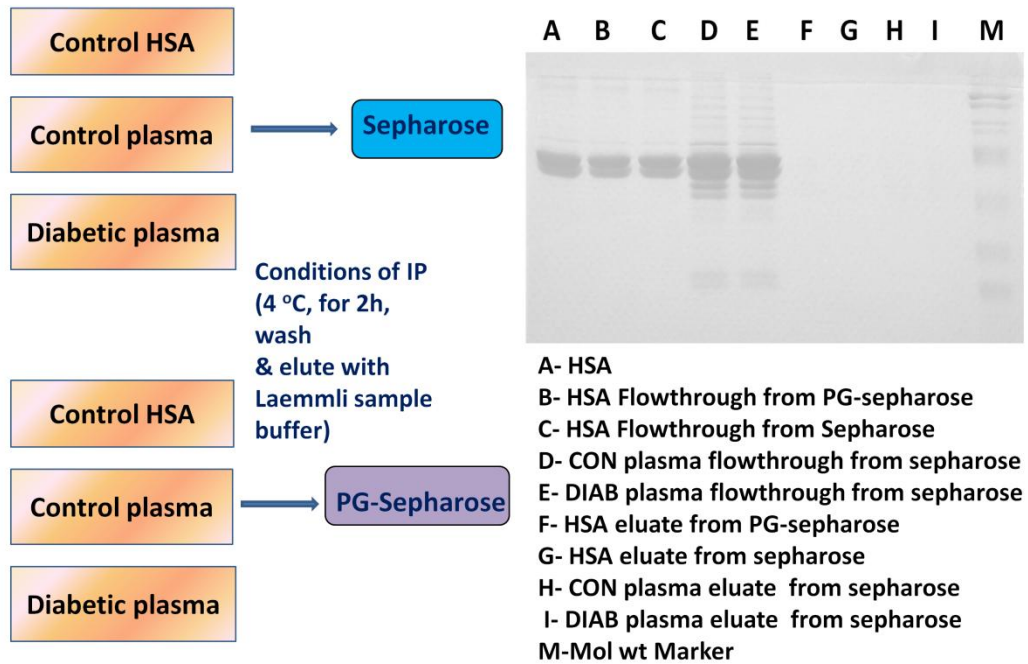 Control HSA
Control plasma
Sepharose
Diabetic plasma
Conditions of IP
(4 °C, for 2h,
wash
& elute with
Laemmli sample
buffer)
Control HSA
Control plasma
PG-Sepharose
Diabetic plasma
A B C D E F G H I M
A- HSA
B- HSA Flowthrough from PG-sepharose
C- HSA Flowthrough from Sepharose
D- CON plasma flowthrough from sepharose
E- DIAB plasma flowthrough from sepharose
F- HSA eluate from PG-sepharose
G- HSA eluate from sepharose
H- CON plasma eluate from sepharose
I- DIAB plasma eluate from sepharose
M-Mol wt Marker